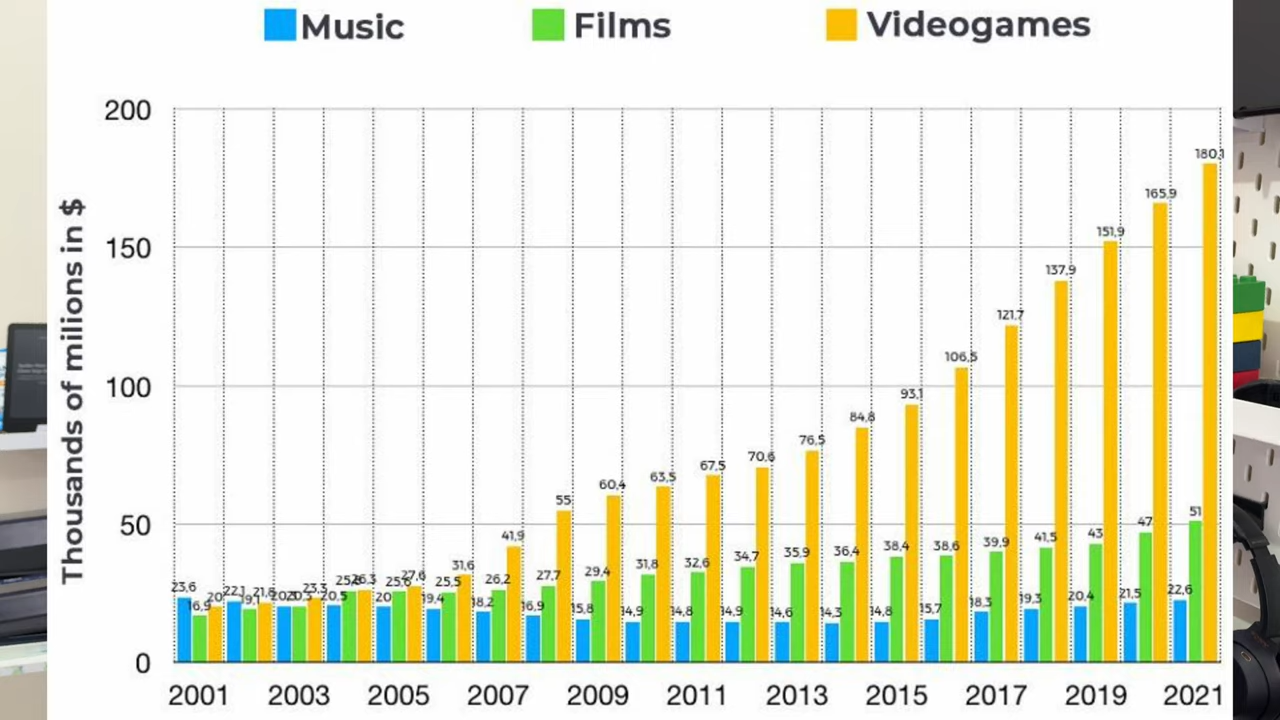 Music Films Videogames
Thousands of milions in $
200
150
100
50
0
23,6 16,9 20
22,1 19,1 21,8
20,3 23,3
20,5 26,3
20 25,6 27,6
19,4 25,5 31,6
18,2 26,2 41,9
16,9 27,7 55
15,8 29,4 60,4
14,9 31,8 63,5
14,8 32,6 67,5
14,9 34,7 70,6
14,6 35,9 76,5
14,3 36,4 84,8
14,8 38,4 93,1
15,7 38,6 106,5
18,3 39,9 121,7
19,3 41,5 137,9
20,4 43 151,9
21,5 47 165,9
22,6 51 180,1
2001 2003 2005 2007 2009 2011 2013 2015 2017 2019 2021